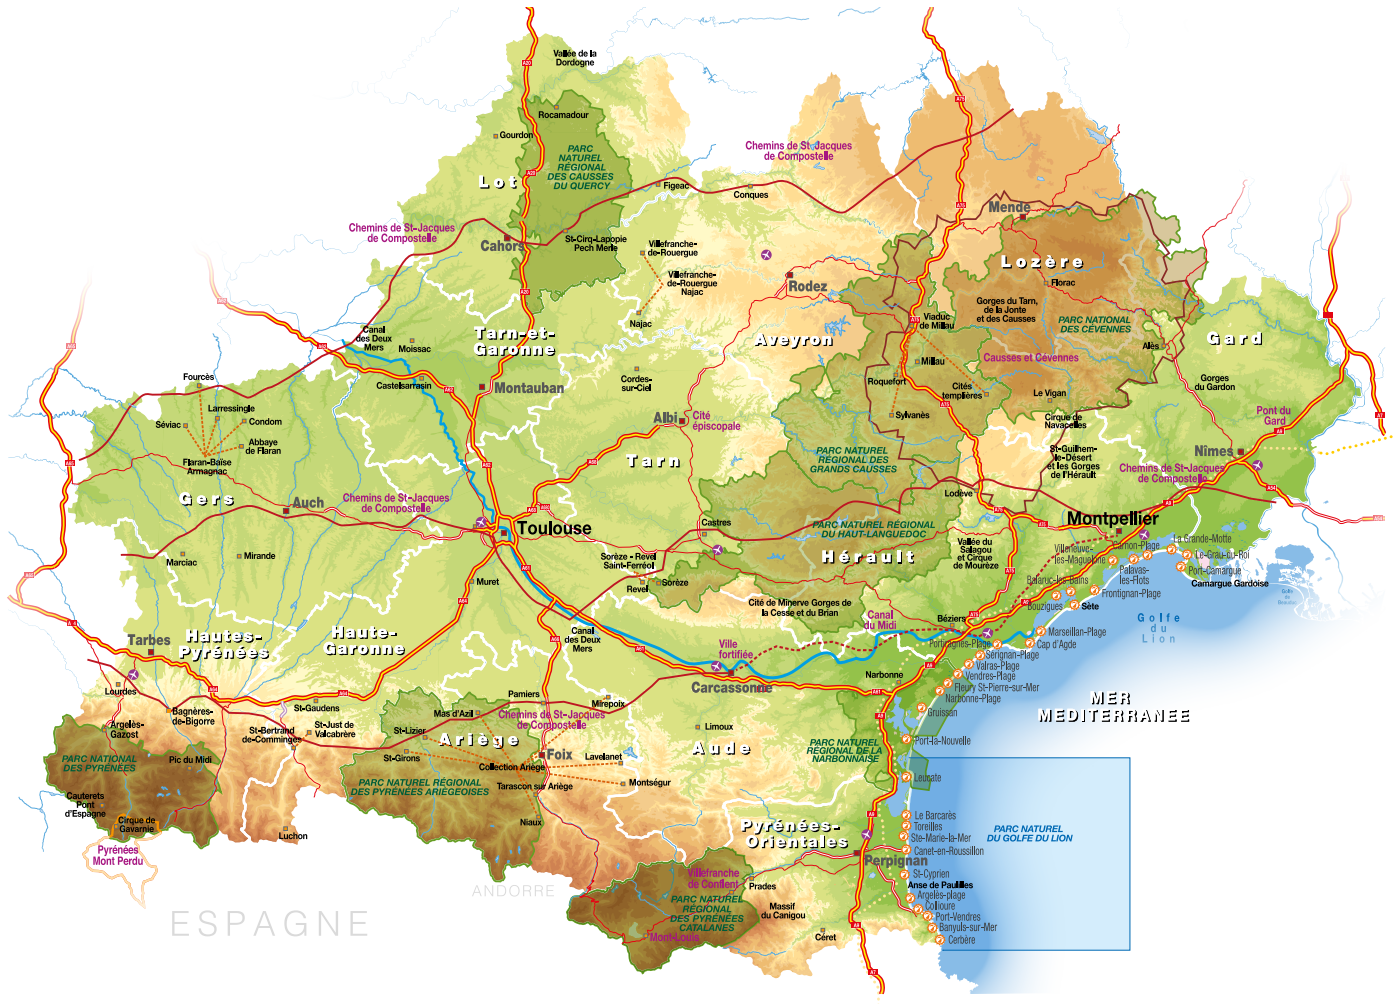 Vallée de la
Dordogne
Rocamadour
Gourdon
PARC
NATUREL
RÉGIONAL
DES CAUSSES
DU QUERCY
Lot
Figeac
Conques
Chemins de St-Jacques
de Compostelle
Chemins de St-Jacques
de Compostelle
Cahors
St-Cirq-Lapopie
Pech Merle
Villefranche-
de-Rouergue
Villefranche-
de-Rouergue
Najac
Najac
Rodez
Mende
Lozère
Florac
Gorges du Tarn,
de la Jonte
et des Causses
PARC NATIONAL
DES CÉVENNES
Viaduc
de Millau
Millau
Causses et Cévennes
Roquefort
Cités
templières
Sylvanès
Le Vigan
Alès
Gard
Gorges
du Gardon
Pont du
Gard
Nîmes
Cirque de
Navacelles
St-Guilhem-
le-Désert
et les Gorges
de l'Hérault
Chemins de St-Jacques
de Compostelle
Canal
des Deux
Mers
Moissac
Castelsarrasin
Tarn-et-
Garonne
Montauban
Aveyron
Cordes-
sur-Ciel
Albi
Cité
épiscopale
Tarn
Fourcès
Larressingle
Séviac
Condom
Abbaye
de Flaran
Flaran-Baïse
Armagnac
Gers
Auch
Chemins de St-Jacques
de Compostelle
Toulouse
PARC NATUREL
RÉGIONAL DES
GRANDS CAUSSES
Lodève
Castres
PARC NATUREL RÉGIONAL
DU HAUT-LANGUEDOC
Hérault
Montpellier
Vallée du
Salagou
et Cirque
de Mourèze
Marciac
Mirande
Muret
Sorèze - Revel
Saint-Ferréol
Revel
Sorèze
Cité de Minerve Gorges de
la Cesse et du Brian
Canal
du Midi
Béziers
Villeneuve-
lès-Maguelone
Carnon-Plage
Palavas-
les-Flots
La Grande-Motte
Le-Grau-du-Roi
Port-Camargue
Camargue Gardoise
Balaruc-les-Bains
Bouzigues
Frontignan-Plage
Sète
Golfe
du
Lion
Marseillan-Plage
Cap d'Agde
Portiragnes-Plage
Sérignan-Plage
Valras-Plage
Vendres-Plage
Fleury St-Pierre-sur-Mer
Narbonne-Plage
Gruissan
Narbonne
MER
MEDITERRANEE
Tarbes
Hautes-
Pyrénées
Haute-
Garonne
Canal
des Deux
Mers
Ville
fortifiée
Carcassonne
Lourdes
Bagnères-
de-Bigorre
Argelès-
Gazost
St-Gaudens
St-Just de
Valcabrère
St-Bertrand
de-Comminges
Pamiers
Mirepoix
Mas d'Azil
Chemins de St-Jacques
de Compostelle
St-Lizier
Ariège
St-Girons
Foix
Lavelanet
Collection Ariège
Montségur
Tarascon sur Ariège
Niaux
PARC NATUREL RÉGIONAL
DES PYRÉNÉES ARIÉGEOISES
Limoux
Aude
PARC NATUREL
RÉGIONAL DE LA
NARBONNAISE
Port-la-Nouvelle
Leucate
PARC NATIONAL
DES PYRÉNÉES
Pic du Midi
Cauterets
Pont
d'Espagne
Cirque de
Gavarnie
Pyrénées
Mont Perdu
Luchon
Pyrénées-
Orientales
Le Barcarès
Toreilles
Ste-Marie-la-Mer
Canet-en-Roussillon
St-Cyprien
PARC NATUREL
DU GOLFE DU LION
Perpignan
Villefranche
de Conflent
Prades
PARC NATUREL
RÉGIONAL
DES PYRÉNÉES
CATALANES
Massif
du Canigou
Mont-Louis
Céret
Anse de Paulilles
Argelès-plage
Collioure
Port-Vendres
Banyuls-sur-Mer
Cerbère
ANDORRE
ESPAGNE